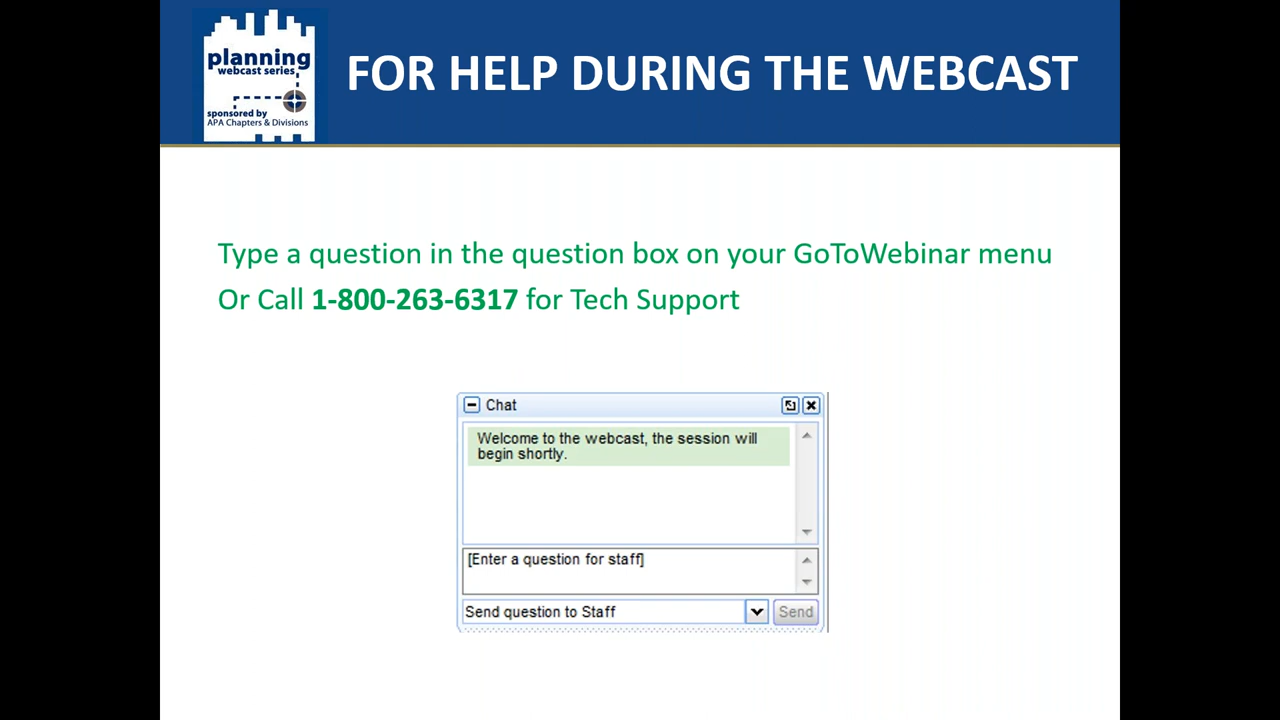 planning
webcast series
sponsored by
APA Chapters & Divisions
FOR HELP DURING THE WEBCAST
Type a question in the question box on your GoToWebinar menu
Or Call 1-800-263-6317 for Tech Support
Chat
Welcome to the webcast, the session will
begin shortly.
[Enter a question for staff]
Send question to Staff
Send